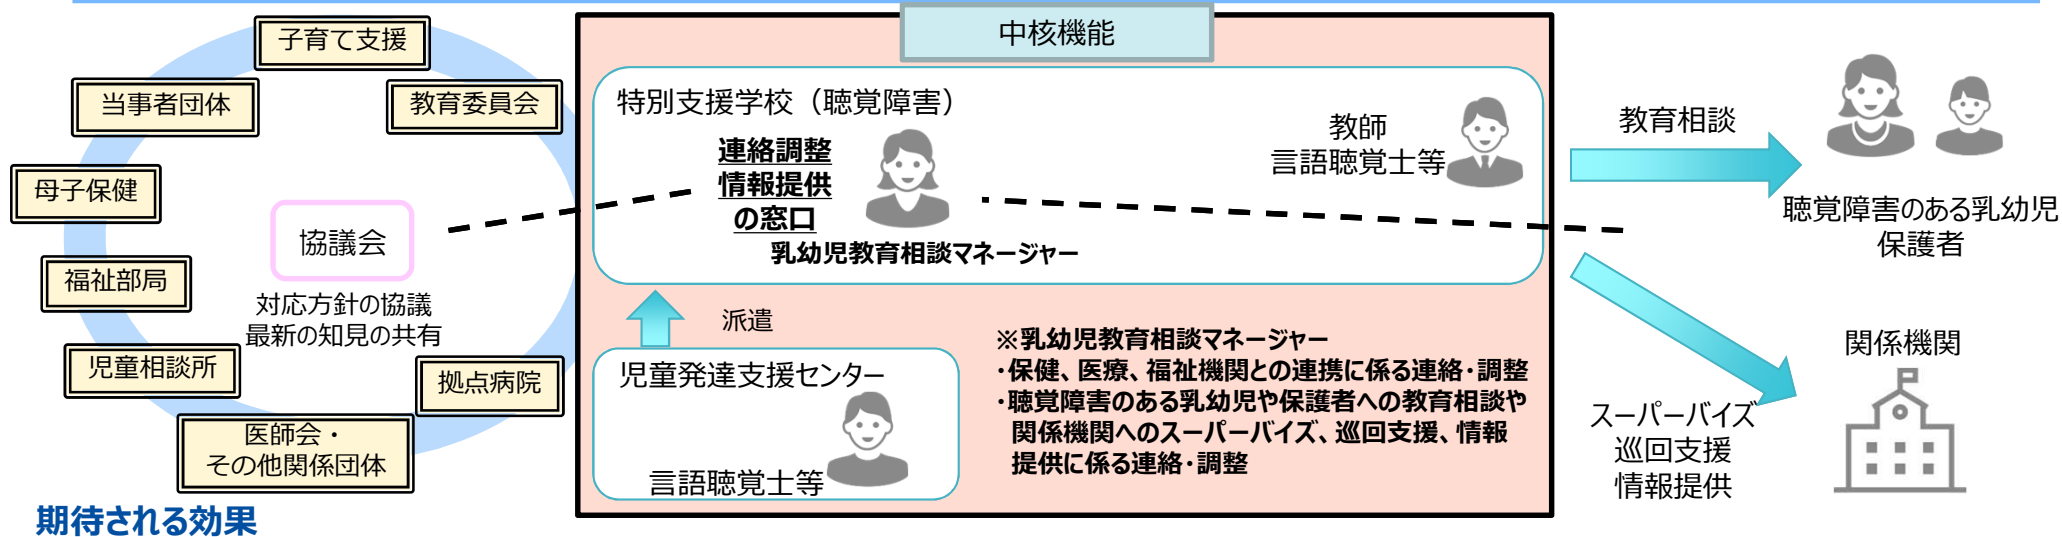 子育て支援
当事者団体
教育委員会
母子保健
協議会
福祉部局
対応方針の協議
最新の知見の共有
児童相談所
拠点病院
医師会・
その他関係団体
中核機能
特別支援学校（聴覚障害）
連絡調整
情報提供
の窓口
乳幼児教育相談マネージャー
教師
言語聴覚士等
派遣
児童発達支援センター
言語聴覚士等
※乳幼児教育相談マネージャー
・保健、医療、福祉機関との連携に係る連絡・調整
・聴覚障害のある乳幼児や保護者への教育相談や
関係機関へのスーパーバイズ、巡回支援、情報
提供に係る連絡・調整
教育相談
聴覚障害のある乳幼児
保護者
関係機関
スーパーバイズ
巡回支援
情報提供
期待される効果